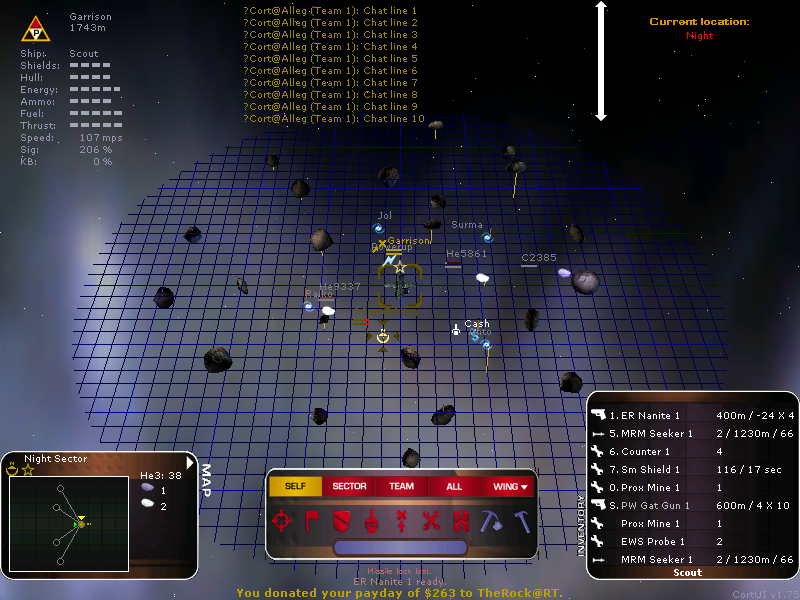 Garrison
1743m
P
Ship: Scout
Shields:
Hull:
Energy:
Ammo:
Fuel:
Thrust:
Speed: 107 mps
Sig: 206 %
KB: 0 %
?Cort@Alleg (Team 1): Chat line 1
?Cort@Alleg (Team 1): Chat line 2
?Cort@Alleg (Team 1): Chat line 3
?Cort@Alleg (Team 1): Chat line 4
?Cort@Alleg (Team 1): Chat line 5
?Cort@Alleg (Team 1): Chat line 6
?Cort@Alleg (Team 1): Chat line 7
?Cort@Alleg (Team 1): Chat line 8
?Cort@Alleg (Team 1): Chat line 9
?Cort@Alleg (Team 1): Chat line 10
Current location:
Night
Jol
Surma
Garrison
Powerup
He5861
C2385
He9337
Rajko
Cash
Night Sector
He3: 38
1
2
MAP
SELF SECTOR TEAM ALL WING
Missile lock lost.
ER Nanite 1 ready.
You donated your payday of $263 to TheRock@RT.
INVENTORY
1. ER Nanite 1 400m / -24 X 4
5. MRM Seeker 1 2 / 1230m / 66
6. Counter 1 4
7. Sm Shield 1 116 / 17 sec
0. Prox Mine 1 1
S. PW Gat Gun 1 600m / 4 X 10
Prox Mine 1 1
EWS Probe 1 2
MRM Seeker 1 2 / 1230m / 66
Scout
CortUI v1.75